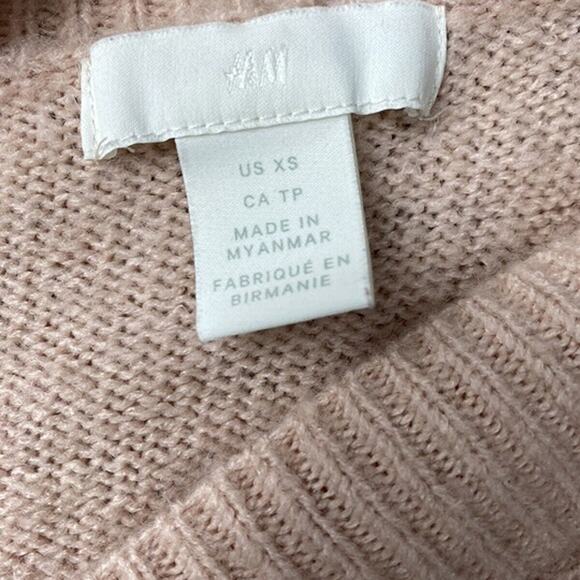 H&M
US XS
CA TP
MADE IN
MYANMAR
FABRIQUÉ EN
BIRMANIE